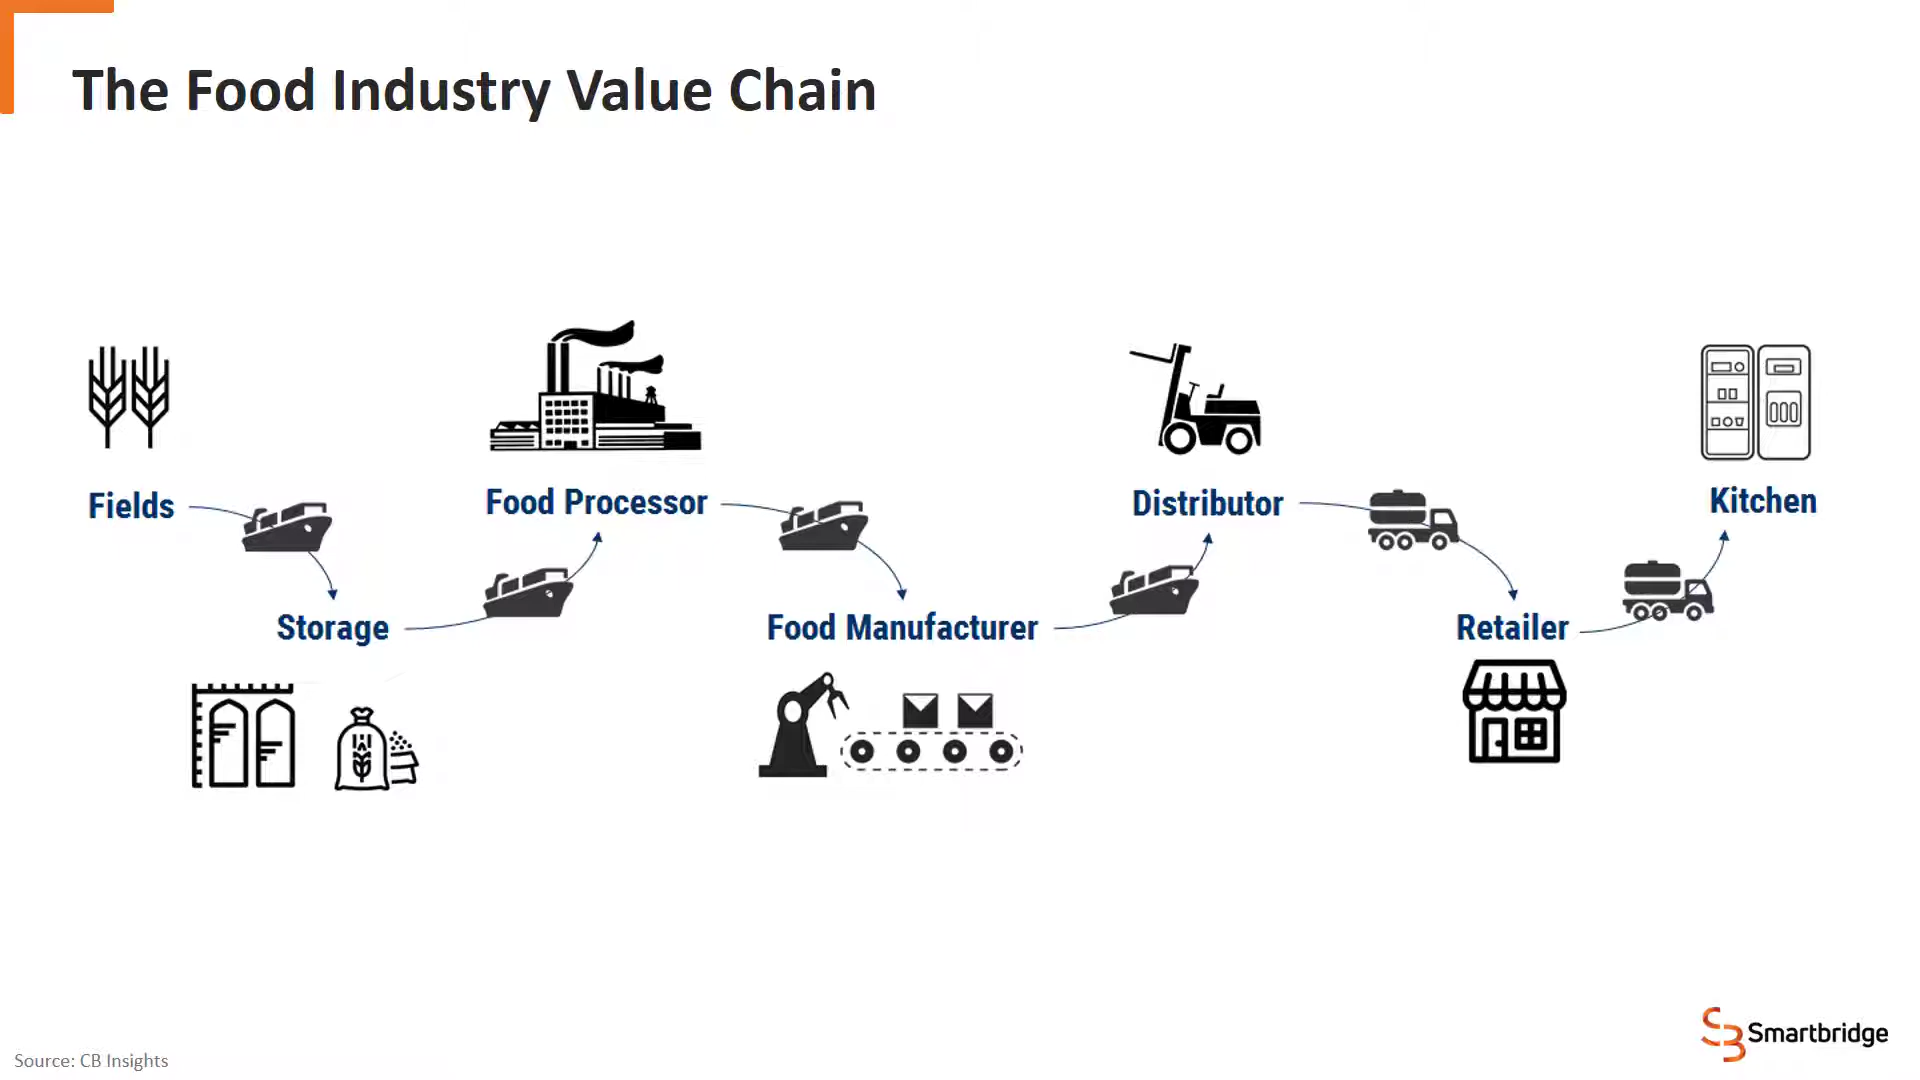 The Food Industry Value Chain
Fields
Storage
Food Processor
Food Manufacturer
Distributor
Retailer
Kitchen
Source: CB Insights
Smartbridge